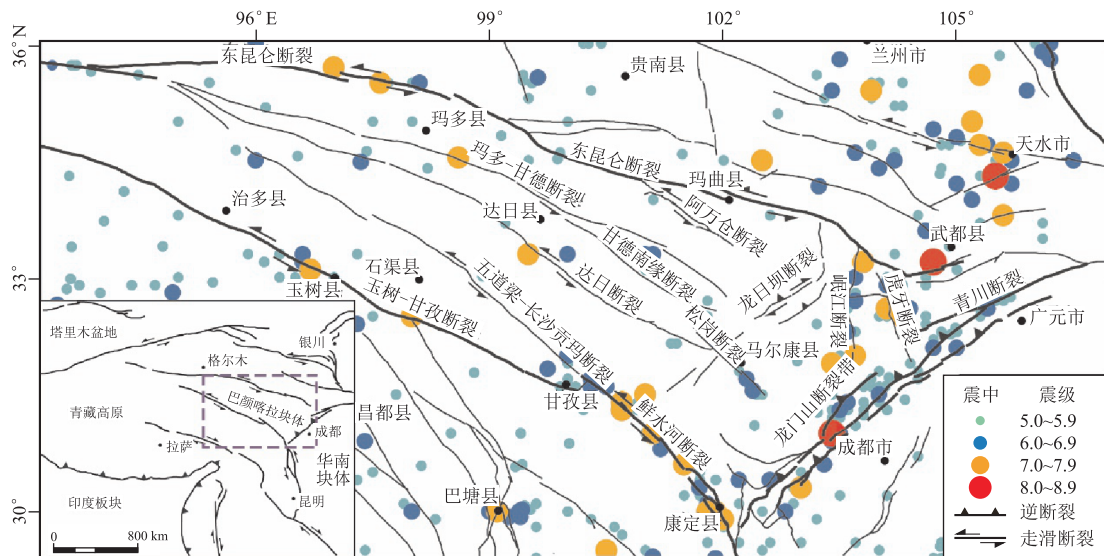 96°E
99°
102°
105°
36°N
33°
30°
东昆仑断裂
贵南县
兰州市
玛多县
天水市
东昆仑断裂
玛多-甘德断裂
玛曲县
治多县
达日县
阿万仓断裂
武都县
甘德南缘断裂
石渠县
玉树县
五道梁-长沙贡玛断裂
达日断裂
龙日坝断裂
岷江断裂
虎牙断裂
青川断裂
玉树-甘孜断裂
松岗断裂
广元市
马尔康县
龙门山断裂带
甘孜县
鲜水河断裂
昌都县
成都市
巴塘县
康定县
塔里木盆地
银川
格尔木
巴颜喀拉块体
青藏高原
成都
拉萨
华南
块体
昆明
印度板块
0 800 km
震中 震级
5.0~5.9
6.0~6.9
7.0~7.9
8.0~8.9
逆断裂
走滑断裂